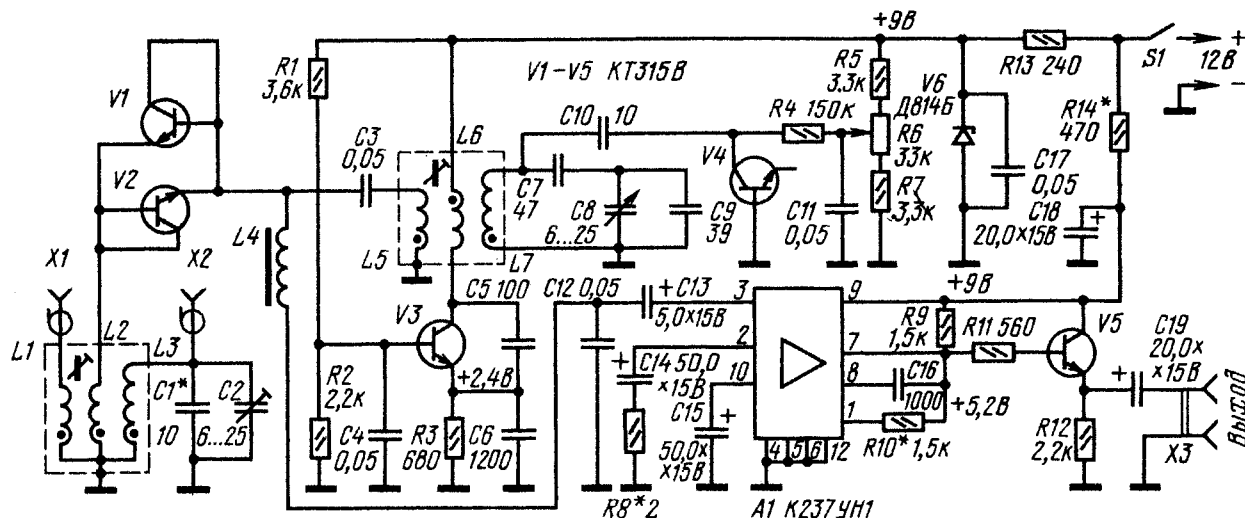 +9В
V1-V5 КТ315В
R1
3,6к
V1
V2
C3
0,05
L6
C10 10
R4 150к
V4
R5
3,3к
V6
Д814Б
R6
33к
R7
3,3к
R13 240
S1
+
12В
−
R14*
470
C17
0,05
C18
20,0×15В
L4
X1
X2
L5
L7
C7
47
C8
6...25
C9
39
C11
0,05
L1
L2
L3
C1*
10
C2
6...25
V3
C5 100
+2,4В
R2
2,2к
C4
0,05
R3
680
C6
1200
C12 0,05
+ C13
5,0×15В
+
C14 50,0
×15В
C15
+
50,0×
×15В
R8*2
3
2
10
9
7
8
1
4
5
6
12
A1 К237УН1
+9В
R9
1,5к
C16
1000
R10* 1,5к
R11 560
+5,2В
V5
R12
2,2к
C19
20,0×
+
×15В
X3
ВЫХОД